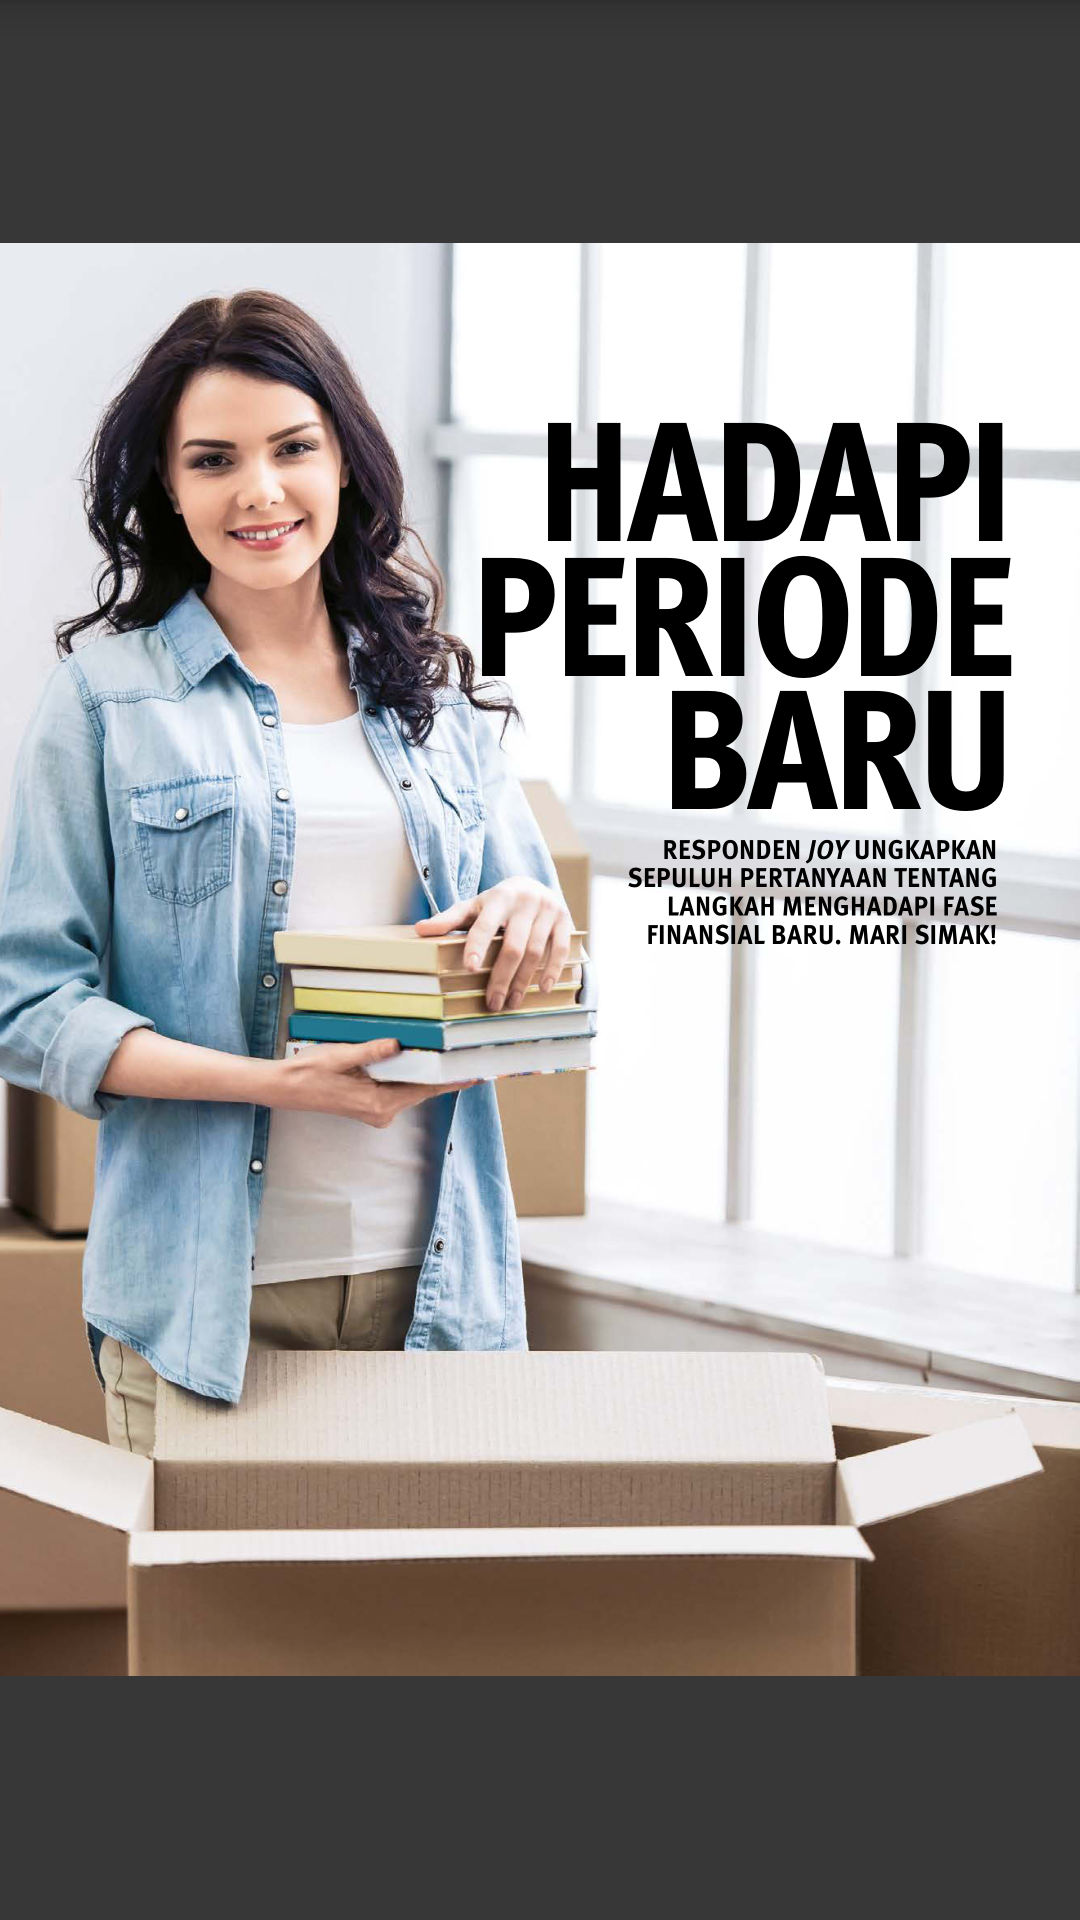 HADAPI
PERIODE
BARU
RESPONDEN JOY UNGKAPKAN
SEPULUH PERTANYAAN TENTANG
LANGKAH MENGHADAPI FASE
FINANSIAL BARU. MARI SIMAK!